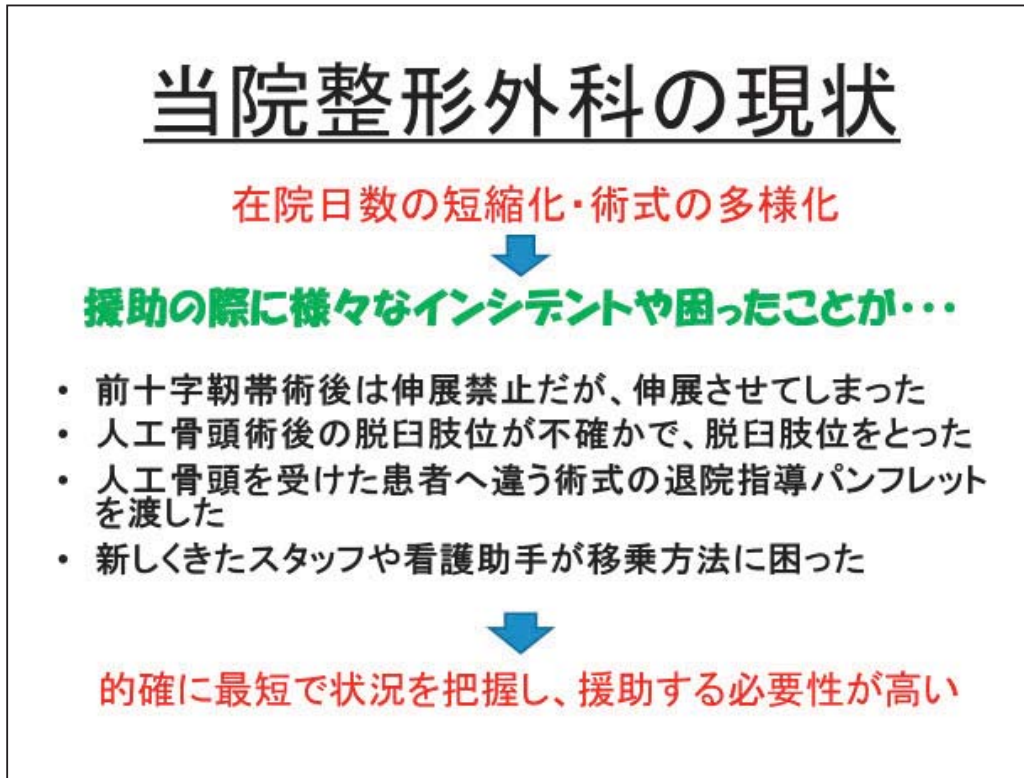 当院整形外科の現状
在院日数の短縮化・術式の多様化
援助の際に様々なインシデントや困ったことが・・・
• 前十字靭帯術後は伸展禁止だが、伸展させてしまった
• 人工骨頭術後の脱臼肢位が不確かで、脱臼肢位をとった
• 人工骨頭を受けた患者へ違う術式の退院指導パンフレット
を渡した
• 新しくきたスタッフや看護助手が移乗方法に困った
的確に最短で状況を把握し、援助する必要性が高い